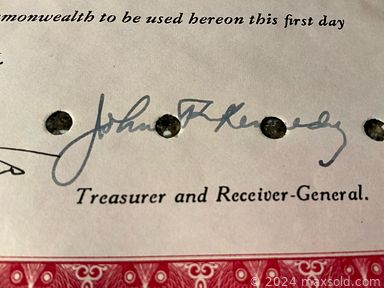 monwealth to be used hereon this first day
John F. Kennedy
Treasurer and Receiver-General.
© 2024 maxsold.com